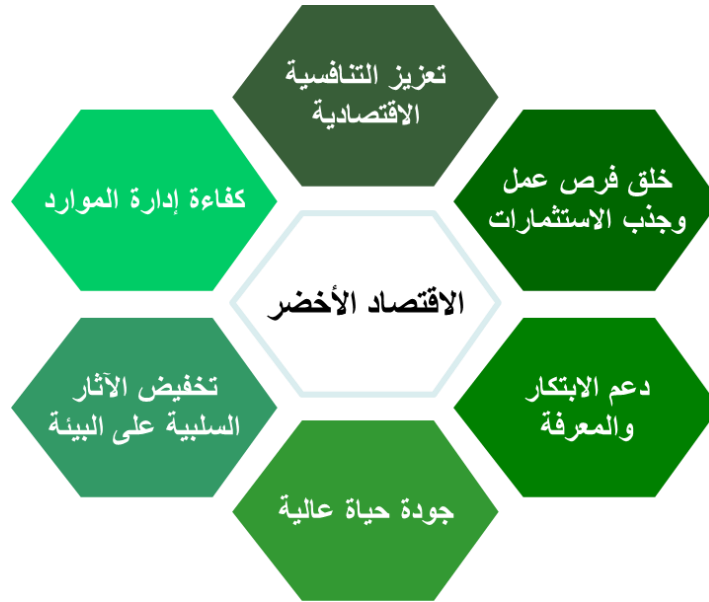 تعزيز التنافسية
الاقتصادية
خلق فرص عمل
وجذب الاستثمارات
كفاءة إدارة الموارد
الاقتصاد الأخضر
دعم الابتكار
والمعرفة
تخفيض الآثار
السلبية على البيئة
جودة حياة عالية